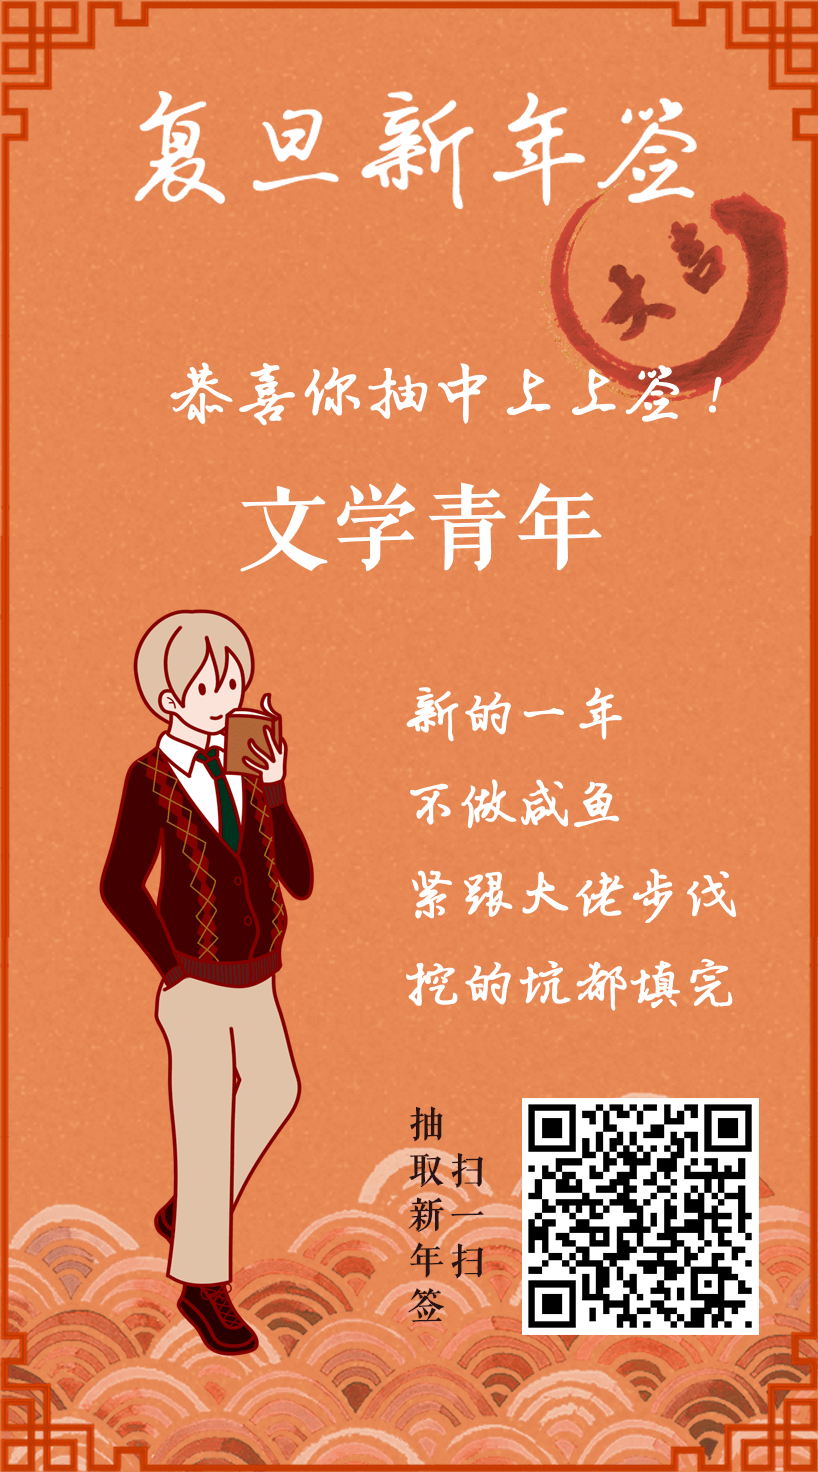 复旦新年签
大喜
恭喜你抽中上上签！
文学青年
新的一年
不做咸鱼
紧跟大佬步伐
挖的坑都填完
扫一扫
抽取新年签